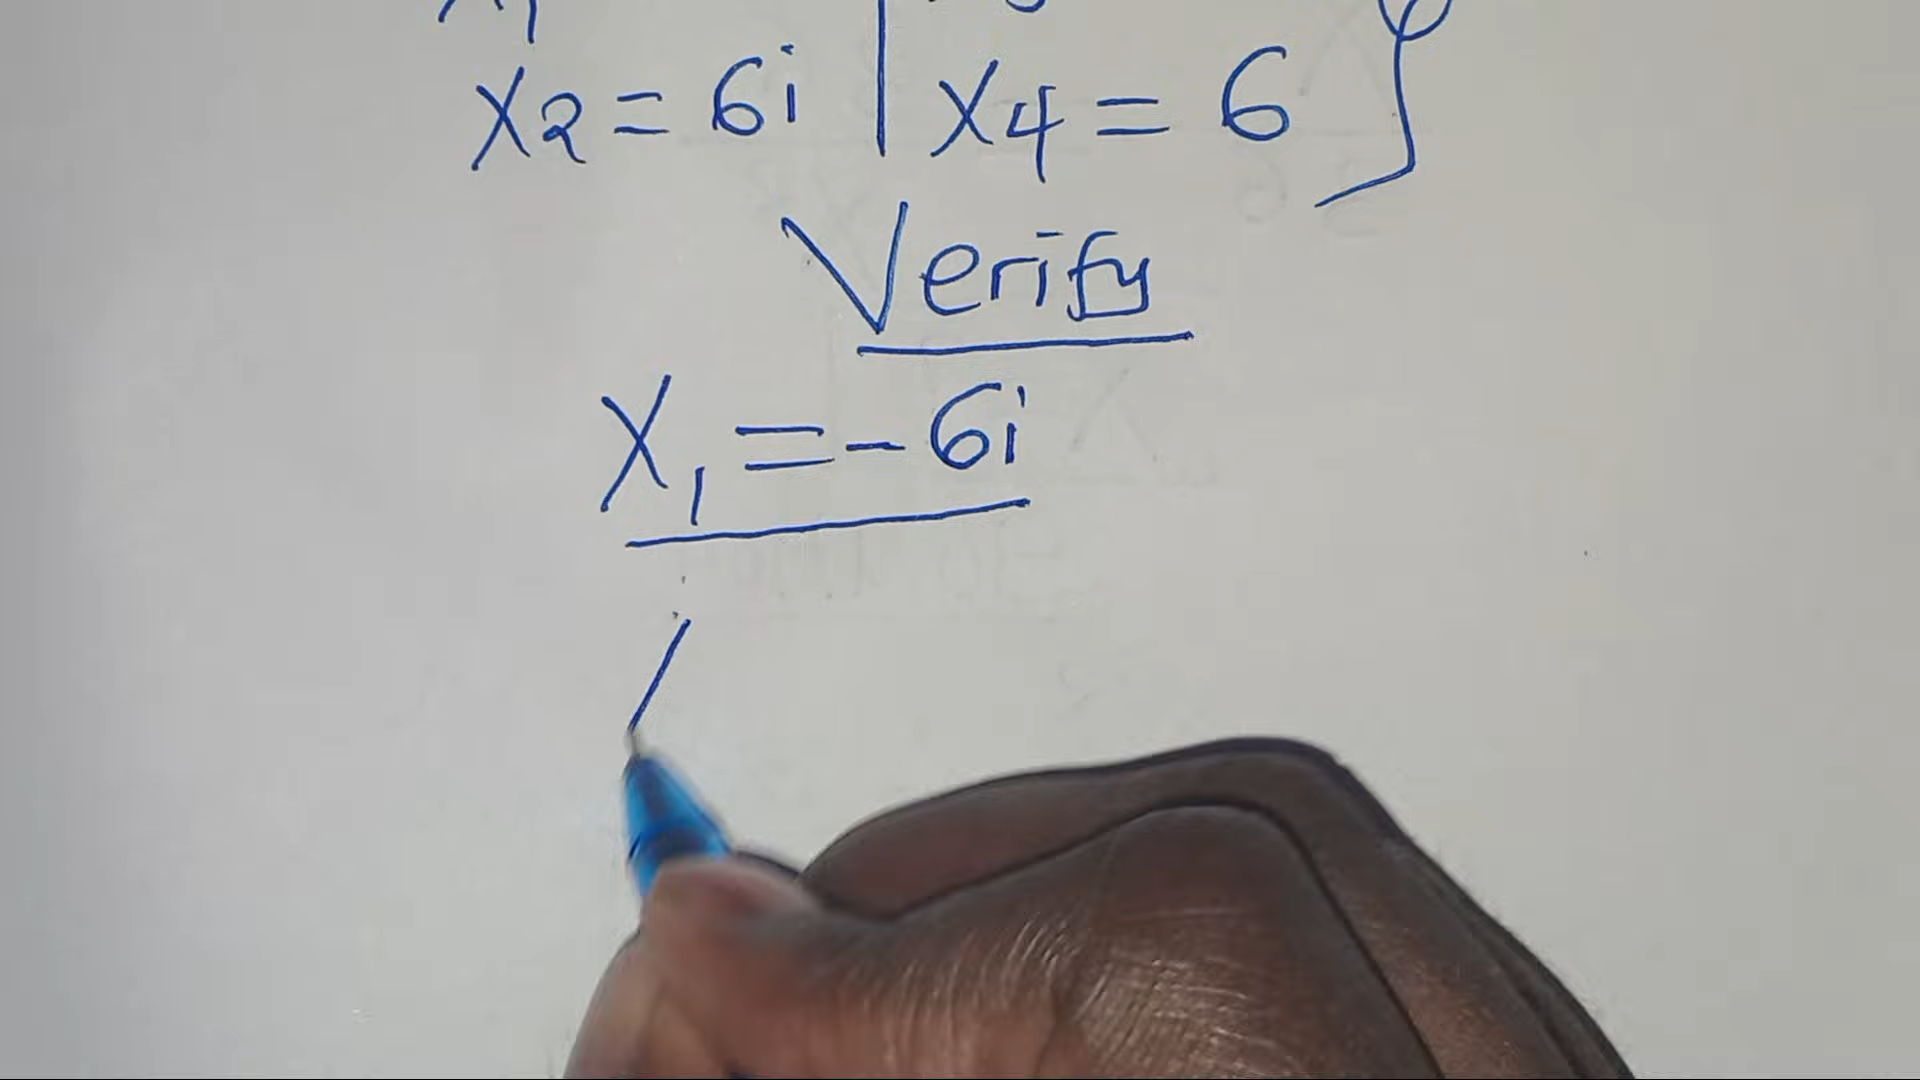 X2 = 6i | X4 = 6 }
Verify
X1 = -6i